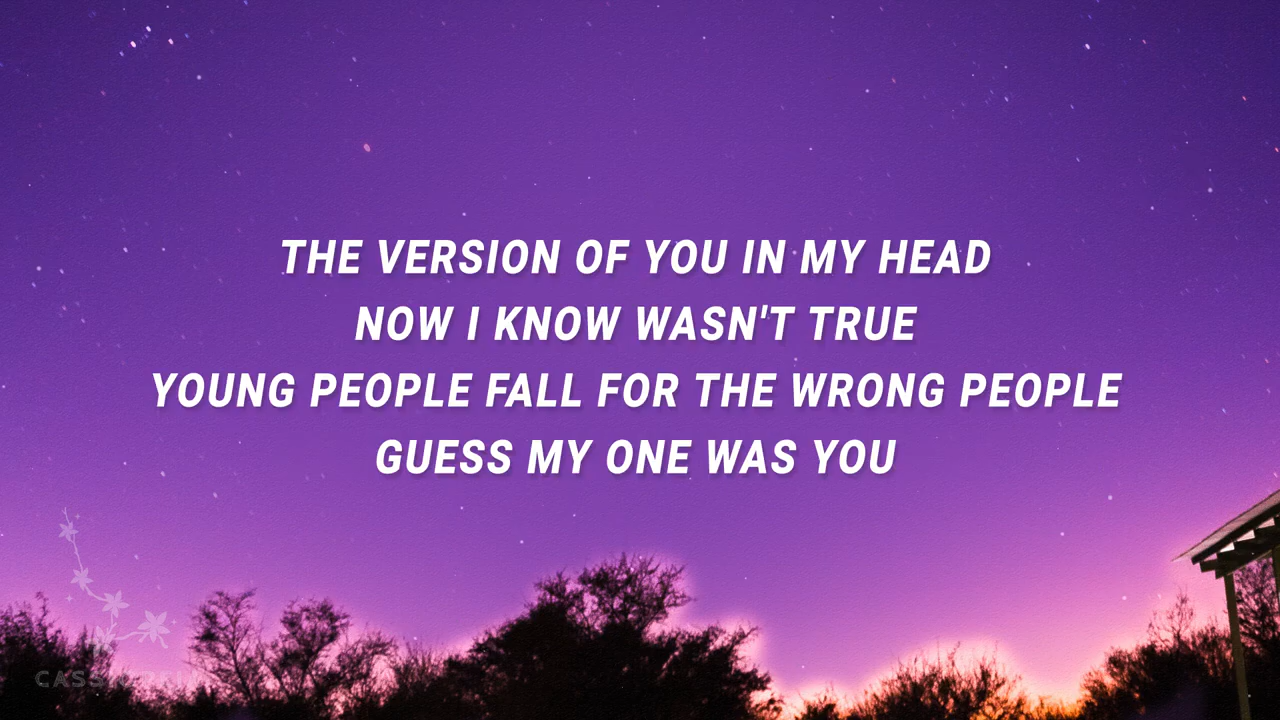 THE VERSION OF YOU IN MY HEAD
NOW I KNOW WASN'T TRUE
YOUNG PEOPLE FALL FOR THE WRONG PEOPLE
GUESS MY ONE WAS YOU